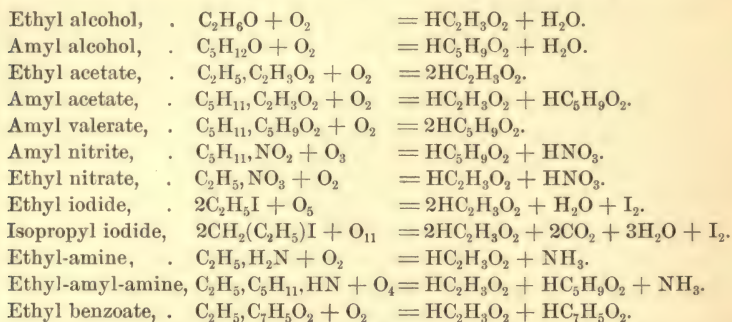 Ethyl alcohol, . C₂H₆O + O₂ = HC₂H₃O₂ + H₂O.
Amyl alcohol, . C₅H₁₂O + O₂ = HC₅H₉O₂ + H₂O.
Ethyl acetate, . C₂H₅,C₂H₃O₂ + O₂ = 2HC₂H₃O₂.
Amyl acetate, . C₅H₁₁,C₂H₃O₂ + O₂ = HC₂H₃O₂ + HC₅H₉O₂.
Amyl valerate, . C₅H₁₁,C₅H₉O₂ + O₂ = 2HC₅H₉O₂.
Amyl nitrite, . C₅H₁₁,NO₂ + O₃ = HC₅H₉O₂ + HNO₃.
Ethyl nitrate, . C₂H₅,NO₃ + O₂ = HC₂H₃O₂ + HNO₃.
Ethyl iodide, . 2C₂H₅I + O₅ = 2HC₂H₃O₂ + H₂O + I₂.
Isopropyl iodide, 2CH₂(C₂H₅)I + O₁₁ = 2HC₂H₃O₂ + 2CO₂ + 3H₂O + I₂.
Ethyl-amine, . C₂H₅,H₂N + O₂ = HC₂H₃O₂ + NH₃.
Ethyl-amyl-amine, C₂H₅,C₅H₁₁,HN + O₄ = HC₂H₃O₂ + HC₅H₉O₂ + NH₃.
Ethyl benzoate, . C₂H₅,C₇H₅O₂ + O₂ = HC₂H₃O₂ + HC₇H₅O₂.